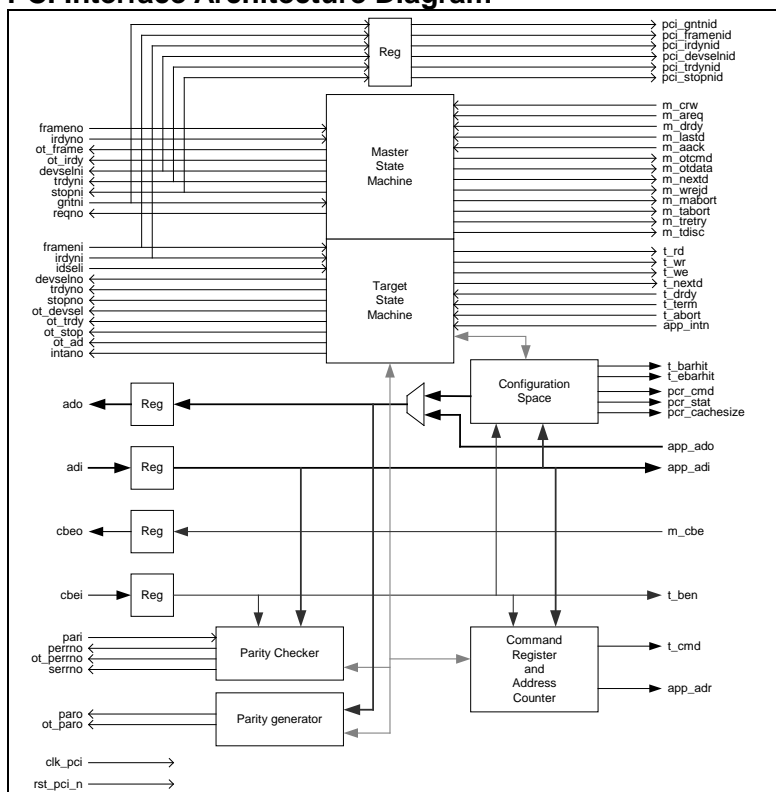 PCI Interface Architecture Diagram
pci_gntnid
pci_framenid
pci_irdynid
pci_devselnid
pci_trdynid
pci_stopnid
Reg
frameno
irdyno
ot_frame
ot_irdy
devselni
trdyni
stopni
gntni
reqno
Master
State
Machine
m_crw
m_areq
m_drdy
m_lastd
m_aack
m_otcmd
m_otdata
m_nextd
m_wrejd
m_mabort
m_tabort
m_tretry
m_tdisc
frameni
irdyni
idseli
devselno
trdyno
stopno
ot_devsel
ot_trdy
ot_stop
ot_ad
intano
Target
State
Machine
t_rd
t_wr
t_we
t_nextd
t_drdy
t_term
t_abort
app_intn
Configuration
Space
t_barhit
t_ebarhit
pcr_cmd
pcr_stat
pcr_cachesize
ado
Reg
app_ado
adi
Reg
app_adi
cbeo
Reg
m_cbe
cbei
Reg
t_ben
pari
perrno
ot_perrno
serrno
Parity Checker
Command
Register
and
Address
Counter
t_cmd
app_adr
paro
ot_paro
Parity generator
clk_pci
rst_pci_n